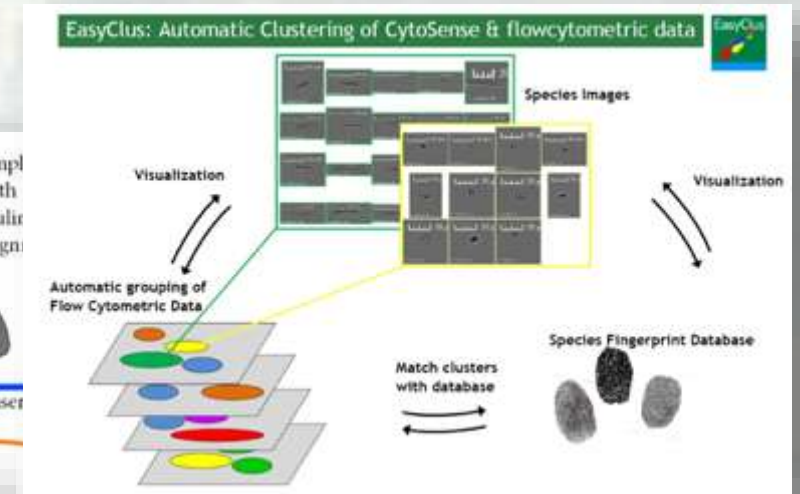 EasyClus: Automatic Clustering of CytoSense & flowcytometric data
EasyClus
Species Images
Visualization
Visualization
Automatic grouping of
Flow Cytometric Data
Match clusters
with database
Species Fingerprint Database